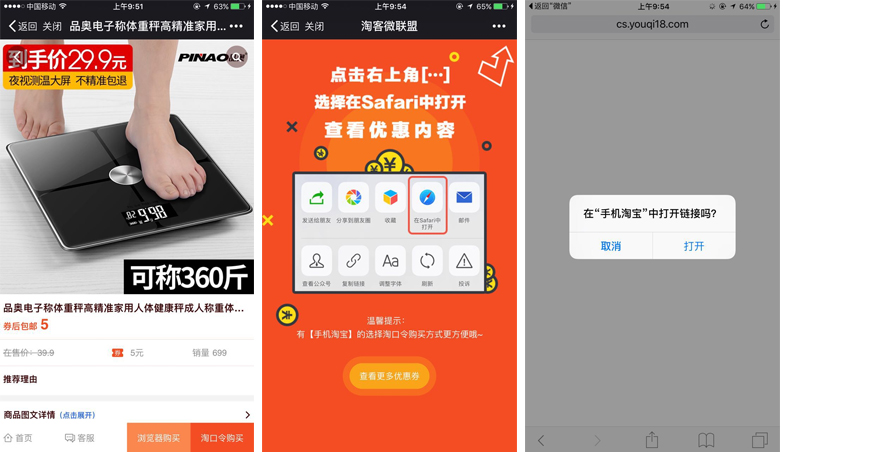 中国移动
上午9:51
63%
返回 关闭 品奥电子称体重秤高精准家用... •••
到手价29.9元
夜视测温大屏 不精准包退
PINAO
可称360斤
品奥电子称体重秤高精准家用人体健康秤成人称重体...
券后包邮 5
在售价：39.9
券 5元
销量 699
推荐理由
商品图文详情 (点击展开)
首页
客服
浏览器购买
淘口令购买
中国移动
上午9:54
65%
返回 关闭 淘客微联盟 •••
点击右上角[...]
选择在Safari中打开
查看优惠内容
发送给朋友
分享到朋友圈
收藏
在Safari中
打开
邮件
查看公众号
复制链接
Aa
调整字体
刷新
投诉
温馨提示：
有【手机淘宝】的选择淘口令购买方式更方便哦~
查看更多优惠券
返回"微信"
上午9:54
64%
cs.youqi18.com
在“手机淘宝”中打开链接吗?
取消
打开